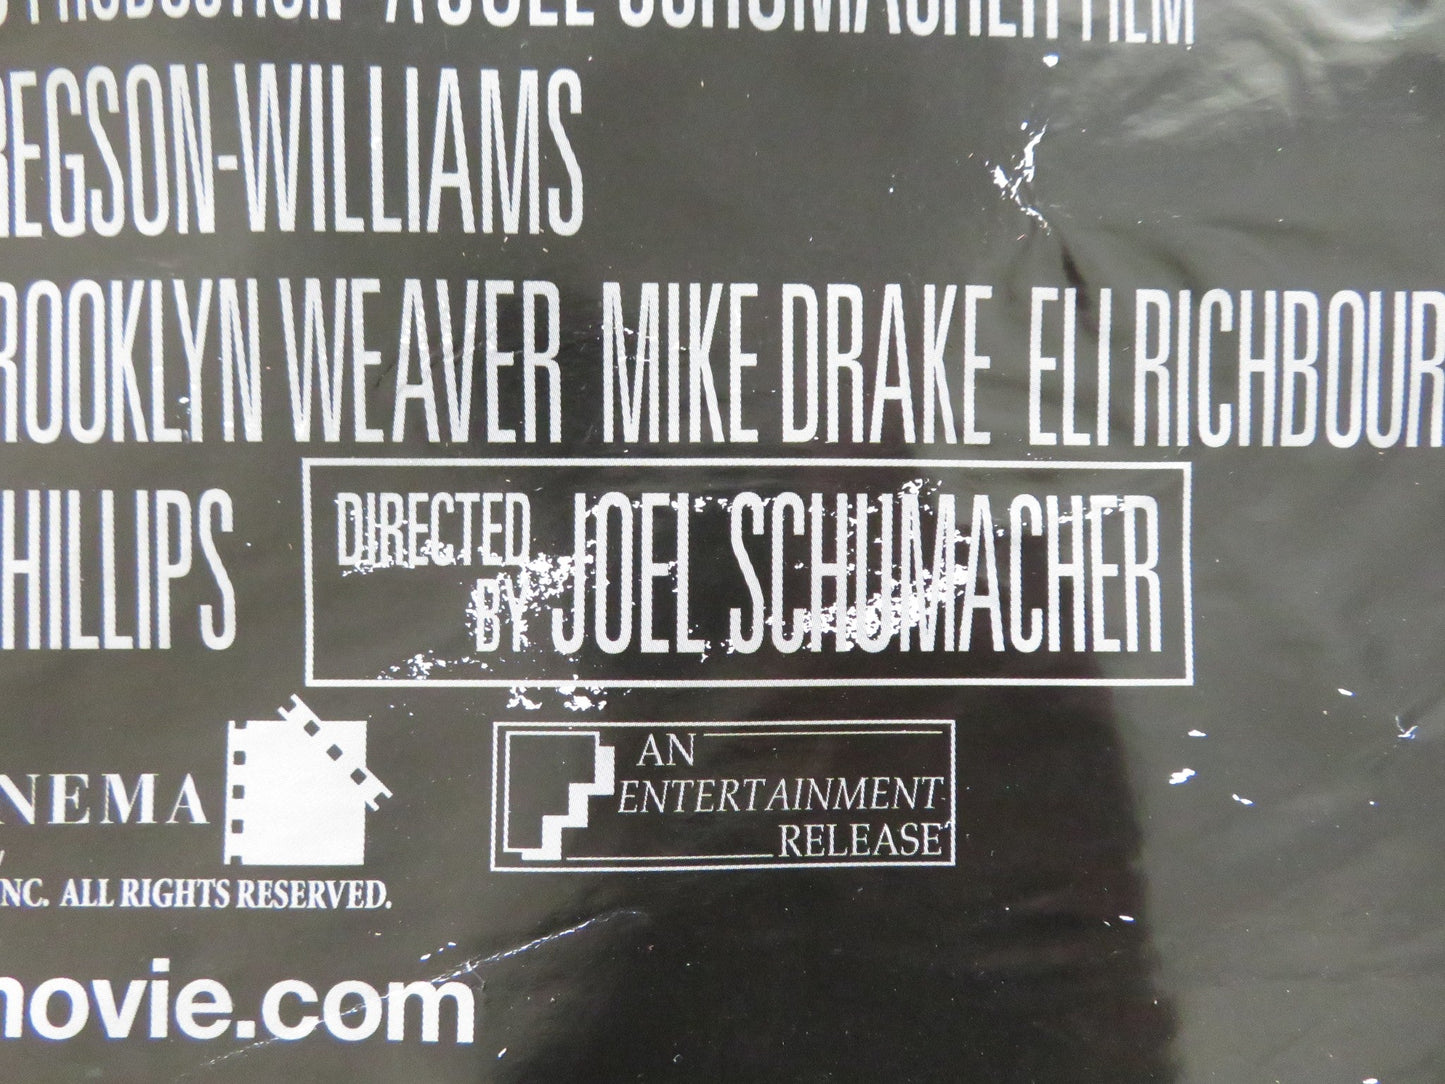 PRODUCTION A JOEL SCHUMACHER FILM
REGSON-WILLIAMS
ROOKLYN WEAVER MIKE DRAKE ELI RICHBOUR
HILLIPS DIRECTED BY JOEL SCHUMACHER
NEMA
AN
ENTERTAINMENT
RELEASE
INC. ALL RIGHTS RESERVED.
movie.com